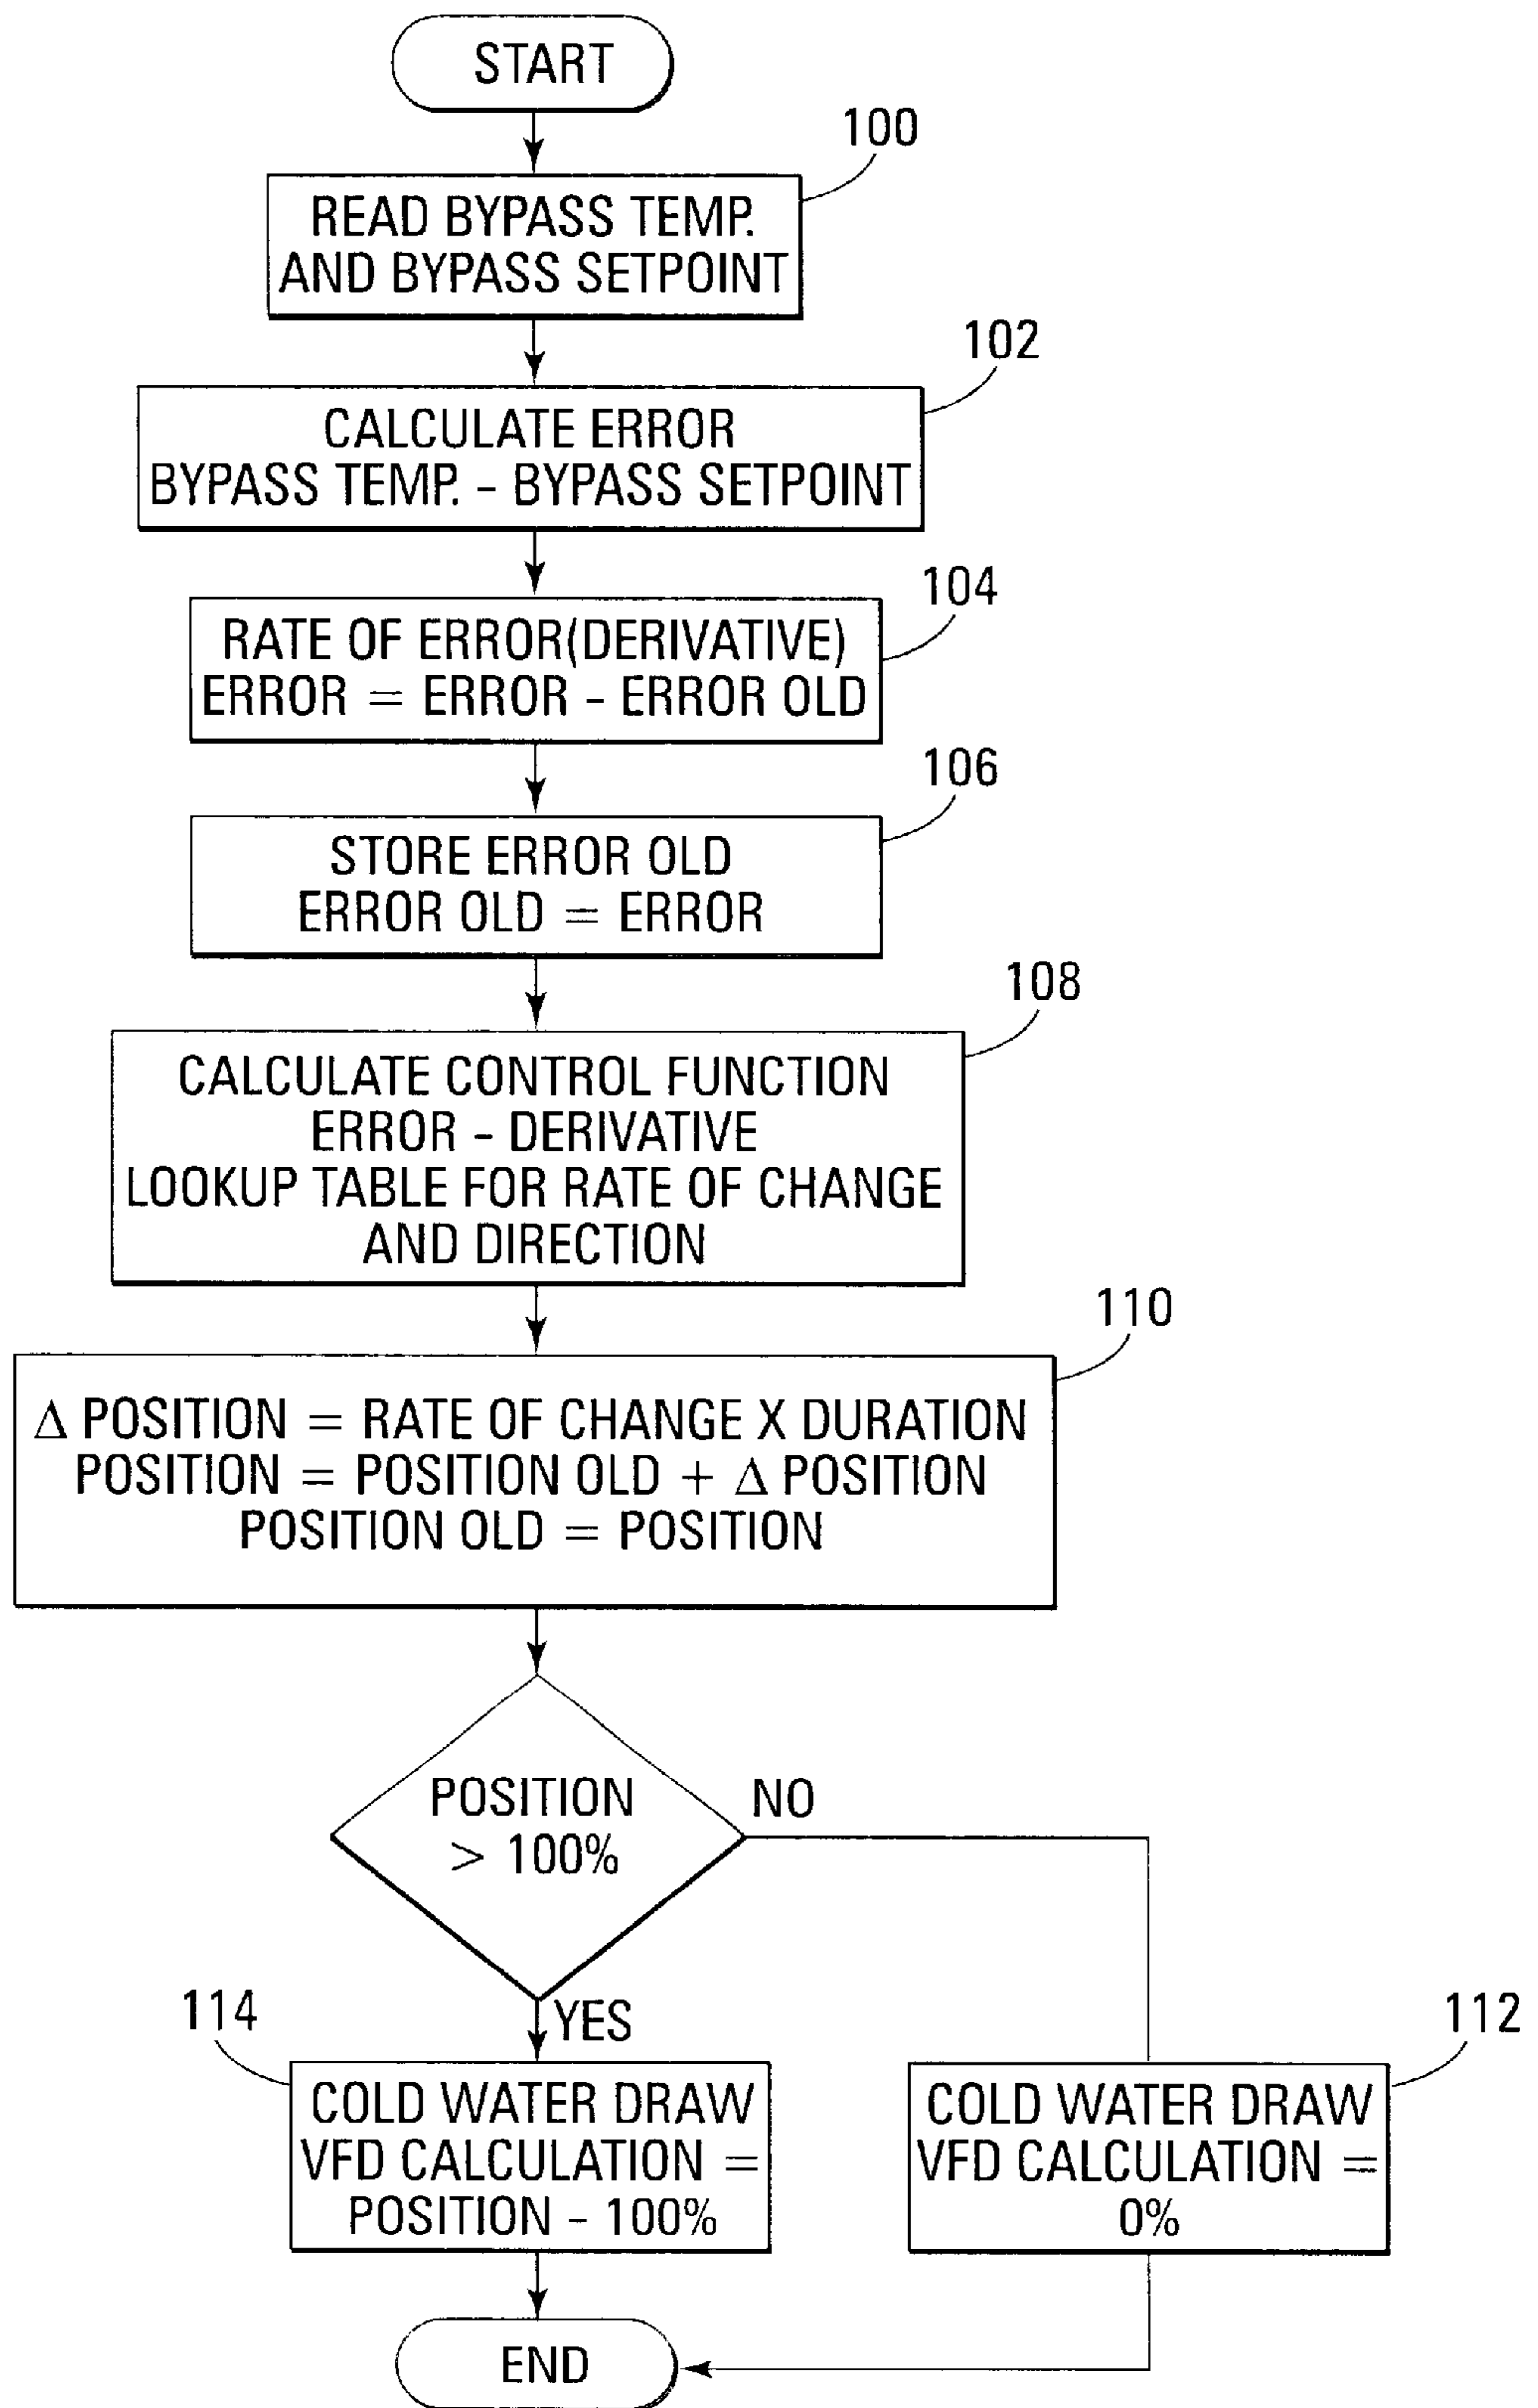 START
100
READ BYPASS TEMP.
AND BYPASS SETPOINT
102
CALCULATE ERROR
BYPASS TEMP. - BYPASS SETPOINT
104
RATE OF ERROR(DERIVATIVE)
ERROR = ERROR - ERROR OLD
106
STORE ERROR OLD
ERROR OLD = ERROR
108
CALCULATE CONTROL FUNCTION
ERROR - DERIVATIVE
LOOKUP TABLE FOR RATE OF CHANGE
AND DIRECTION
110
Δ POSITION = RATE OF CHANGE X DURATION
POSITION = POSITION OLD + Δ POSITION
POSITION OLD = POSITION
POSITION
> 100%
NO
YES
114
COLD WATER DRAW
VFD CALCULATION =
POSITION - 100%
112
COLD WATER DRAW
VFD CALCULATION =
0%
END